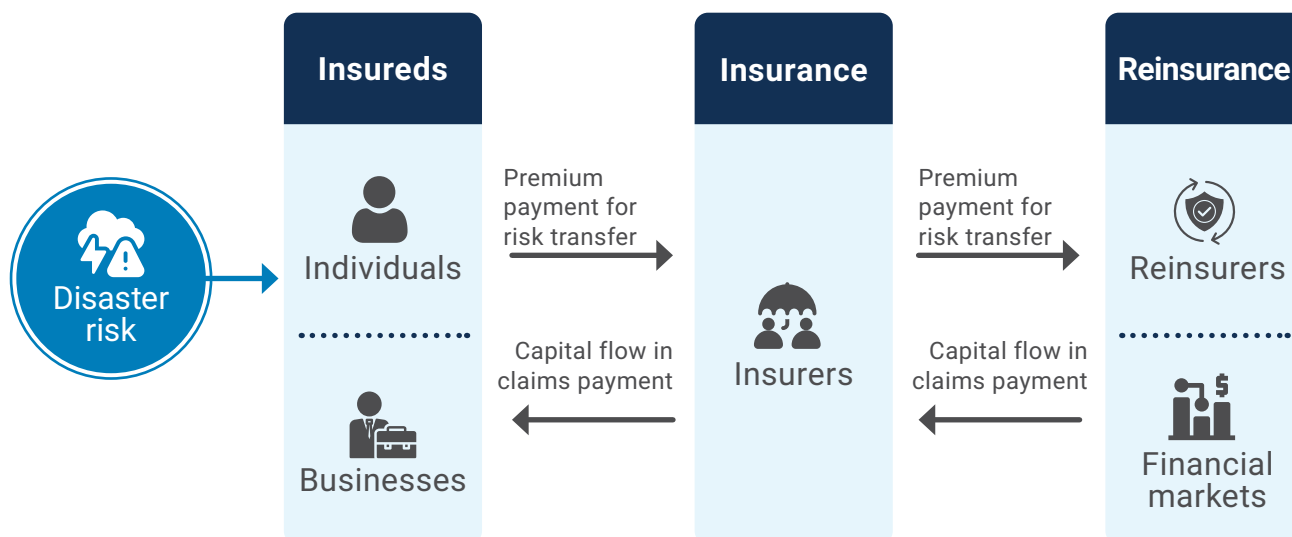 Insureds
Insurance
Reinsurance
Disaster
risk
Individuals
Businesses
Premium
payment for
risk transfer
Capital flow in
claims payment
Insurers
Premium
payment for
risk transfer
Capital flow in
claims payment
Reinsurers
$
Financial
markets